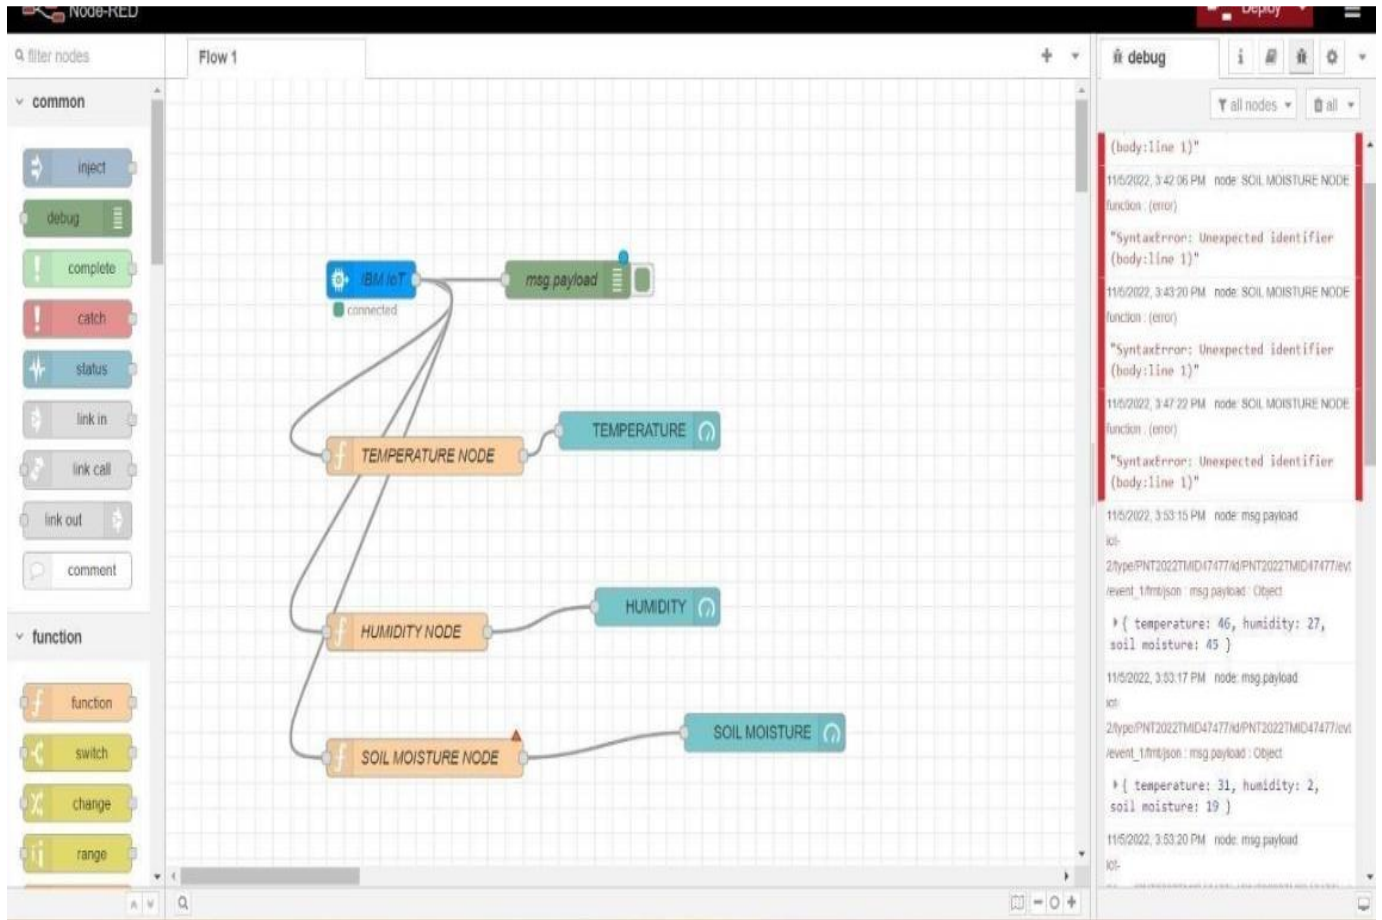 Node-RED
Deploy
filter nodes
Flow 1
debug
i
all nodes
all
common
inject
debug
complete
catch
status
link in
link call
link out
comment
function
function
switch
change
range
IBM IoT
connected
msg.payload
TEMPERATURE NODE
TEMPERATURE
HUMIDITY NODE
HUMIDITY
SOIL MOISTURE NODE
SOIL MOISTURE
(body:line 1)"
11/5/2022, 3:42:06 PM node: SOIL MOISTURE NODE
function : (error)
"SyntaxError: Unexpected identifier
(body:line 1)"
11/5/2022, 3:43:20 PM node: SOIL MOISTURE NODE
function : (error)
"SyntaxError: Unexpected identifier
(body:line 1)"
11/5/2022, 3:47:22 PM node: SOIL MOISTURE NODE
function : (error)
"SyntaxError: Unexpected identifier
(body:line 1)"
11/5/2022, 3:53:15 PM node: msg.payload
iot-
2/type/PNT2022TMID47477/id/PNT2022TMID47477/evt
/event_1/fmt/json : msg.payload : Object
{ temperature: 46, humidity: 27,
soil moisture: 45 }
11/5/2022, 3:53:17 PM node: msg.payload
iot-
2/type/PNT2022TMID47477/id/PNT2022TMID47477/evt
/event_1/fmt/json : msg.payload : Object
{ temperature: 31, humidity: 2,
soil moisture: 19 }
11/5/2022, 3:53:20 PM node: msg.payload
iot-